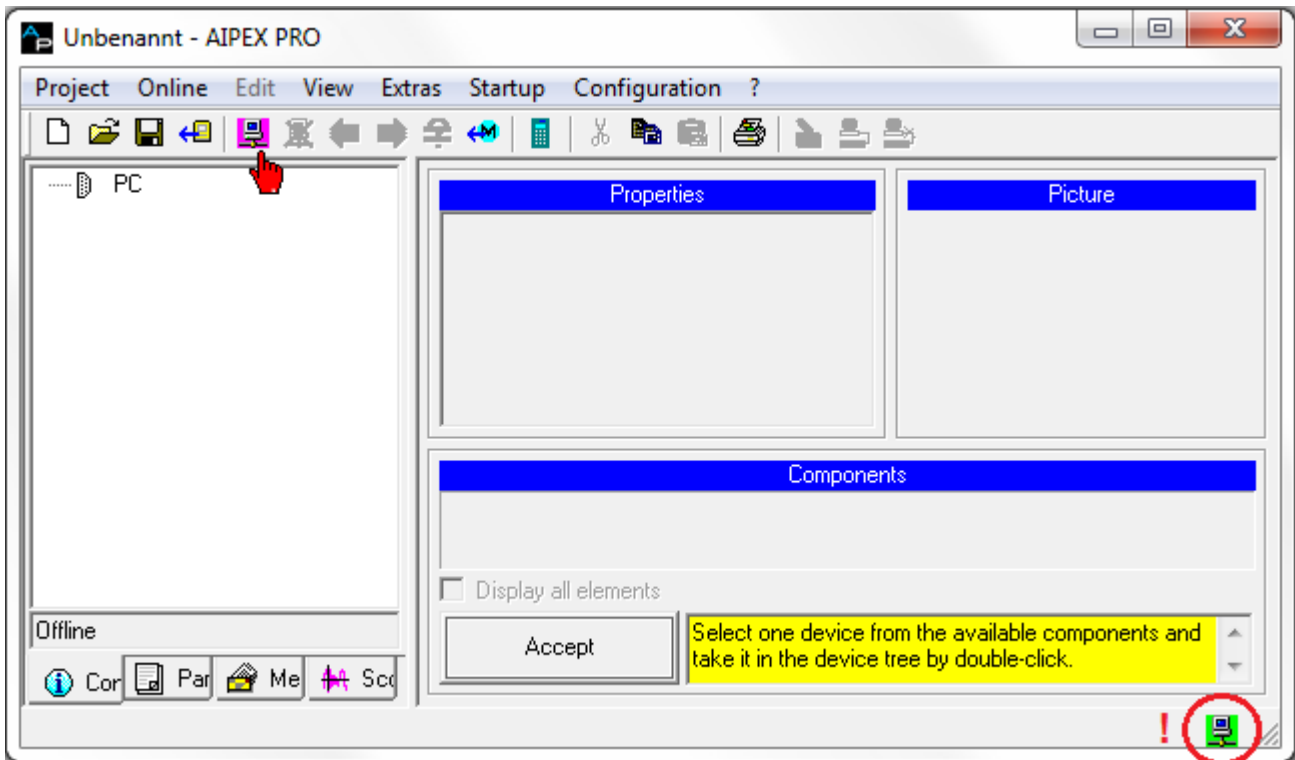 Unbenannt - AIPEX PRO
Project Online Edit View Extras Startup Configuration ?
PC
Properties
Picture
Components
Display all elements
Offline
Accept
Select one device from the available components and
take it in the device tree by double-click.
Cor Par Me Sco
!